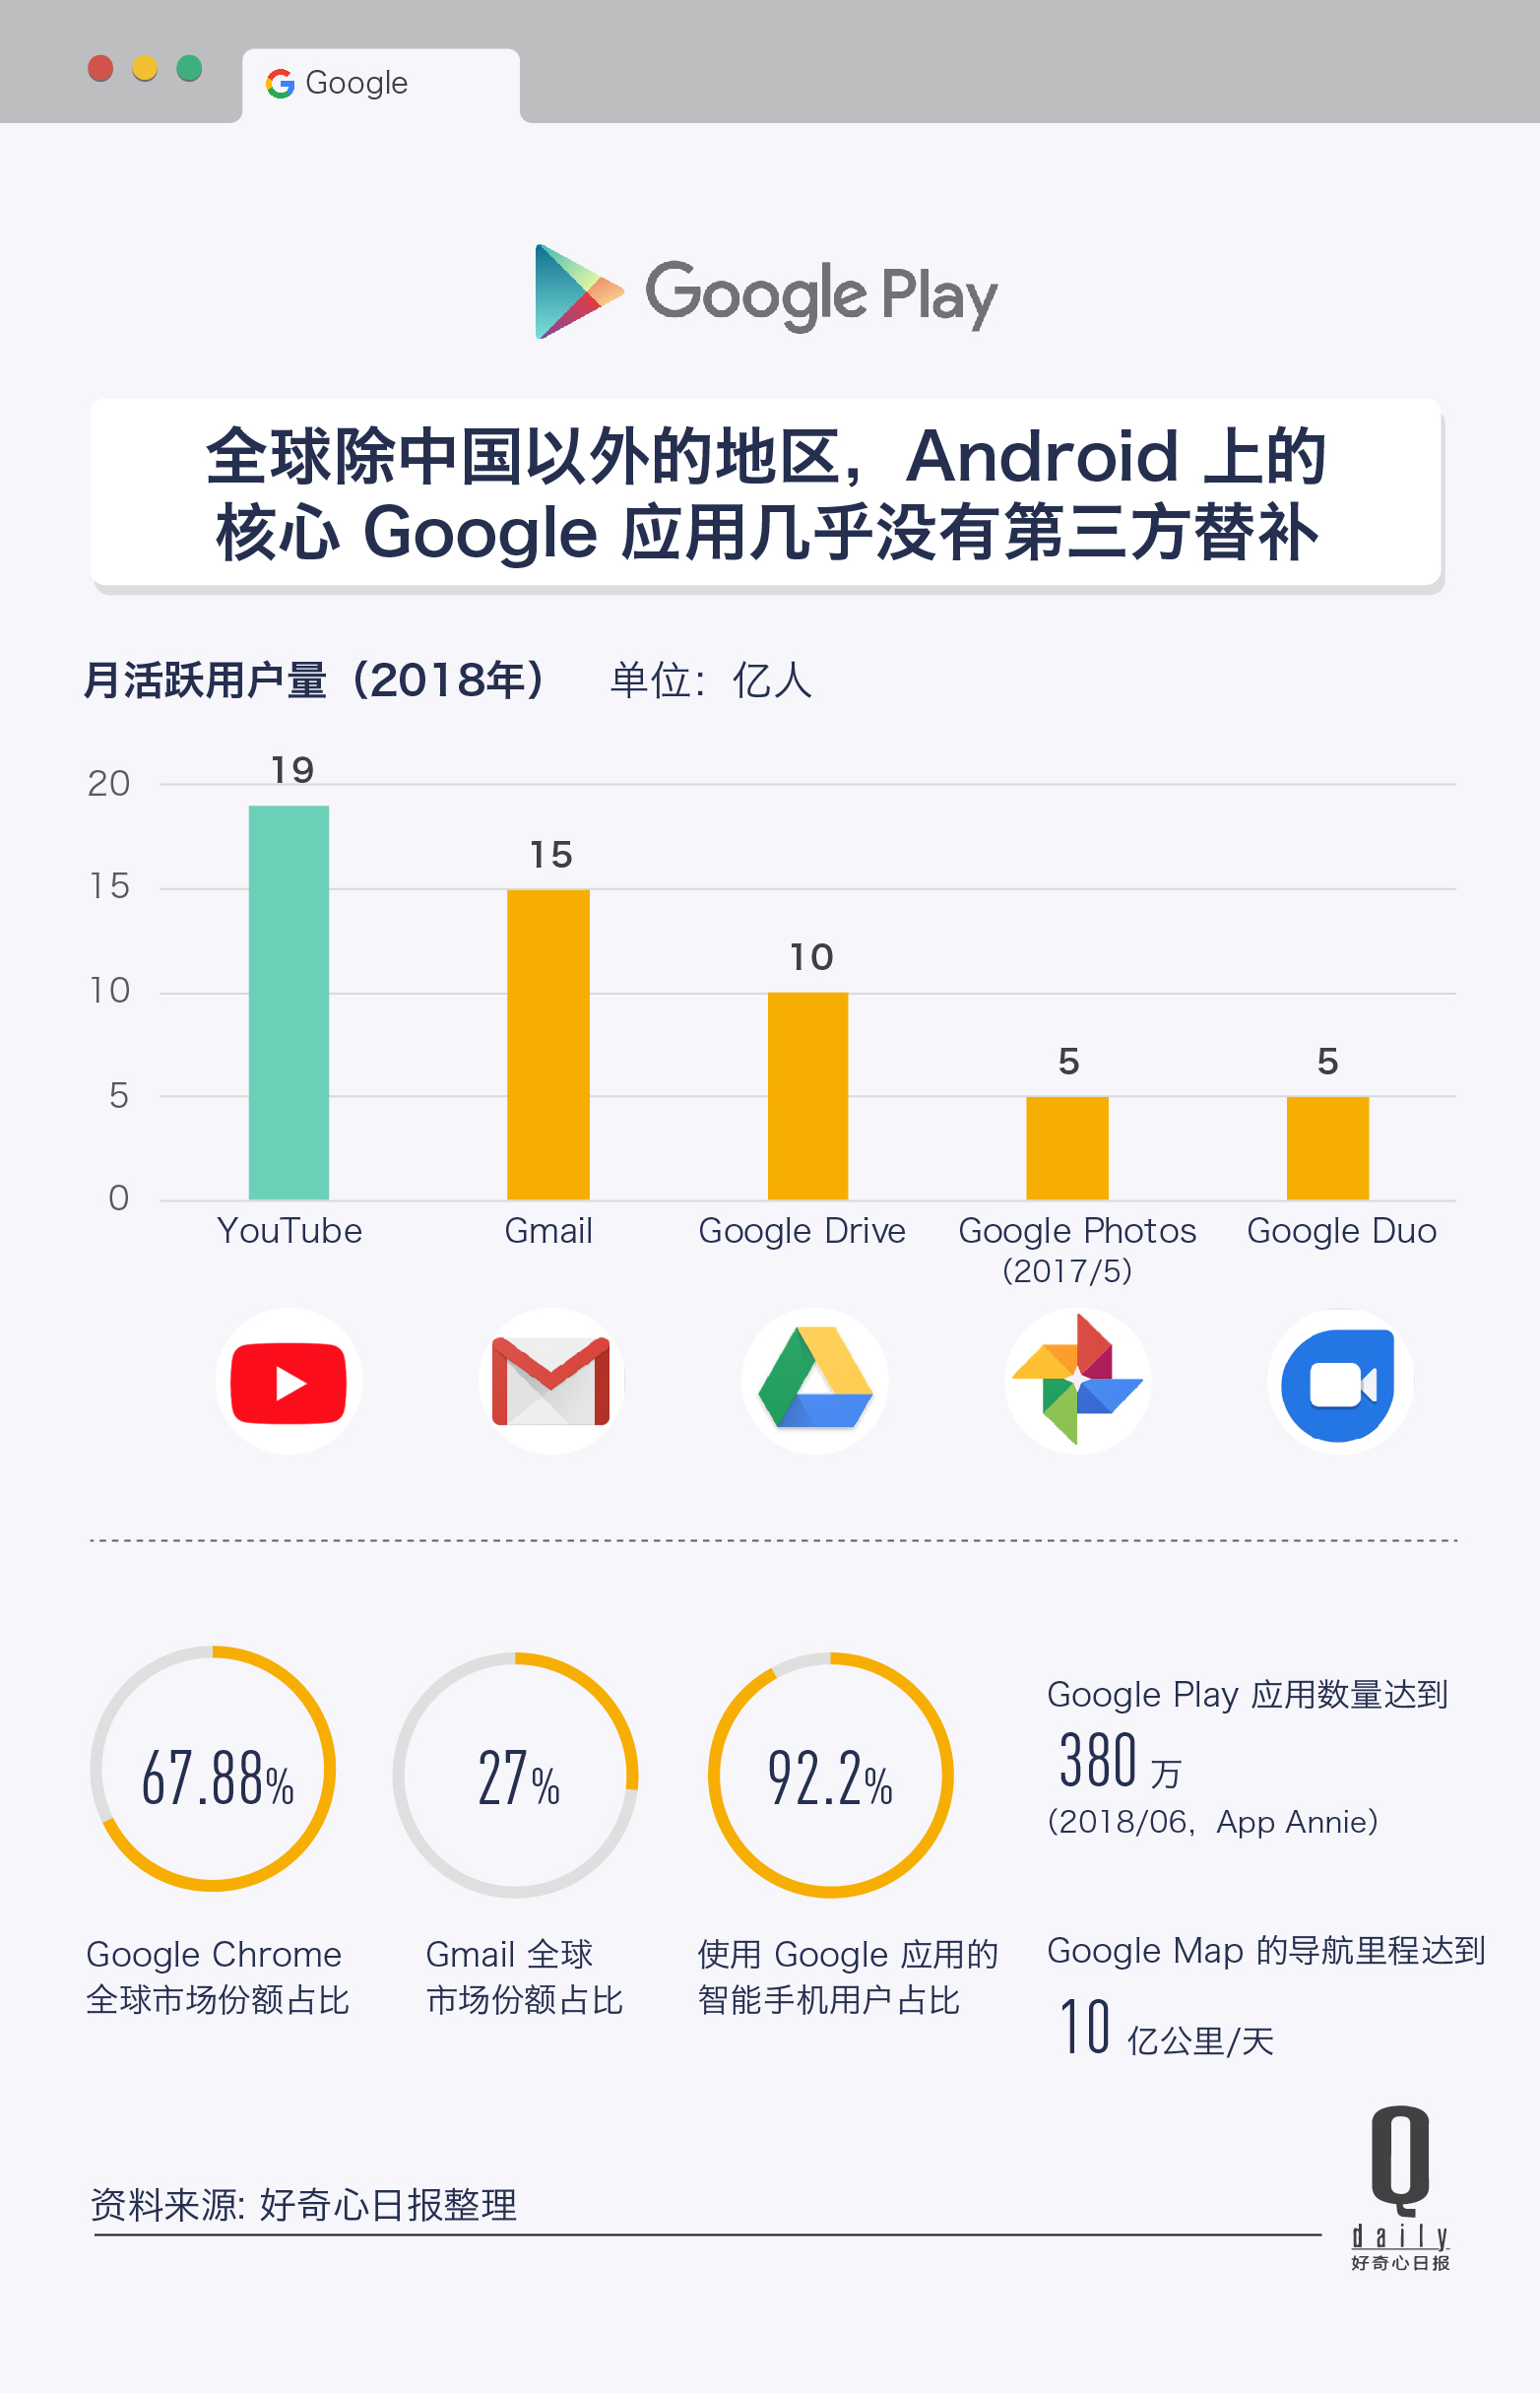 Google
Google Play
全球除中国以外的地区，Android 上的
核心 Google 应用几乎没有第三方替补
月活跃用户量（2018年） 单位：亿人
20
15
10
5
0
19
15
10
5
5
YouTube
Gmail
Google Drive
Google Photos
（2017/5）
Google Duo
67.88%
Google Chrome
全球市场份额占比
27%
Gmail 全球
市场份额占比
92.2%
使用 Google 应用的
智能手机用户占比
Google Play 应用数量达到
380 万
（2018/06，App Annie）
Google Map 的导航里程达到
10 亿公里/天
资料来源: 好奇心日报整理
Q
daily
好奇心日报